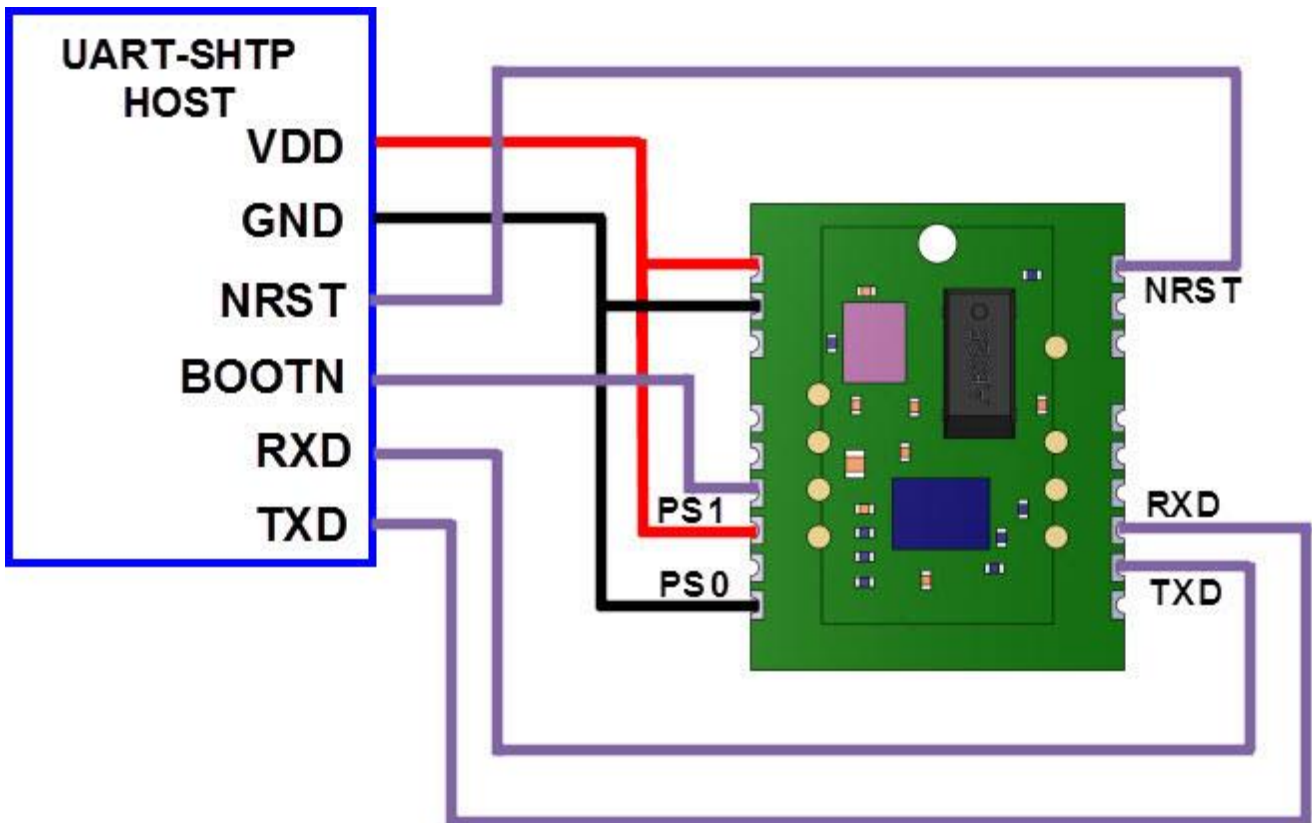 UART-SHTP
HOST
VDD
GND
NRST
BOOTN
RXD
TXD
PS1
PS0
NRST
RXD
TXD